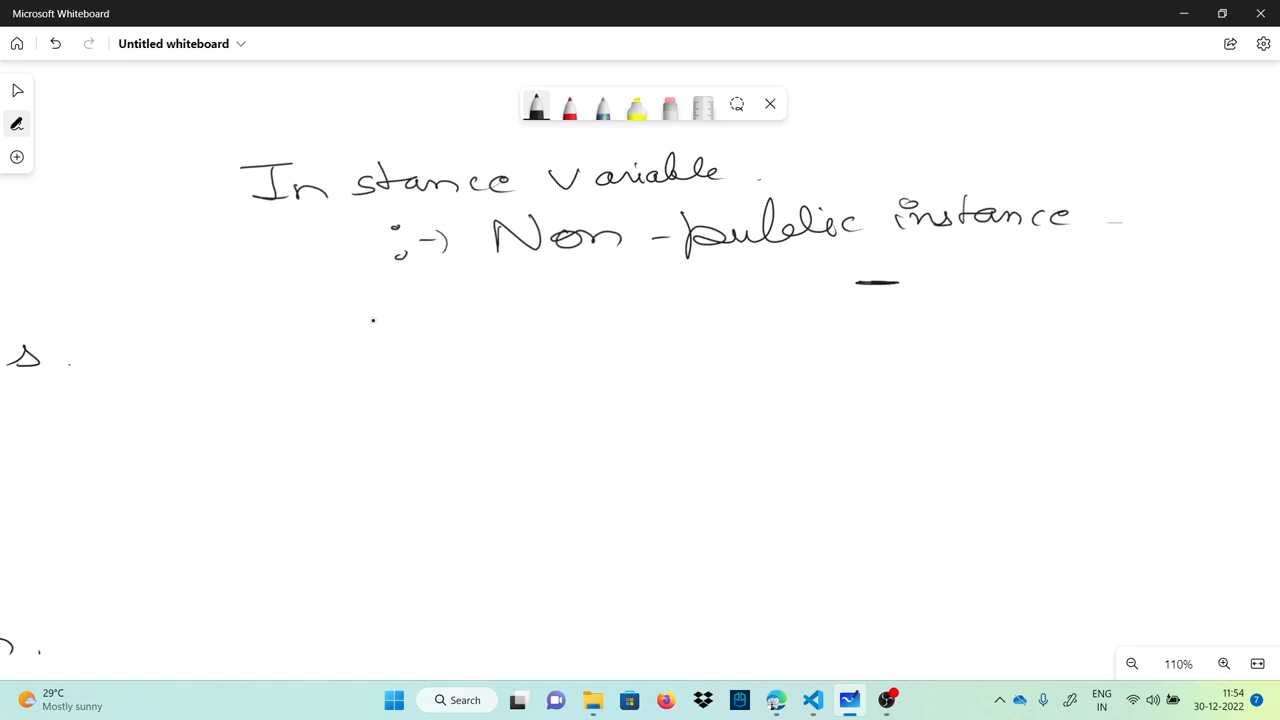 Microsoft Whiteboard
Untitled whiteboard
Instance variable.
:-) Non-public instance -
s.
110%
29°C
Mostly sunny
Search
ENG
IN
11:54
30-12-2022
7